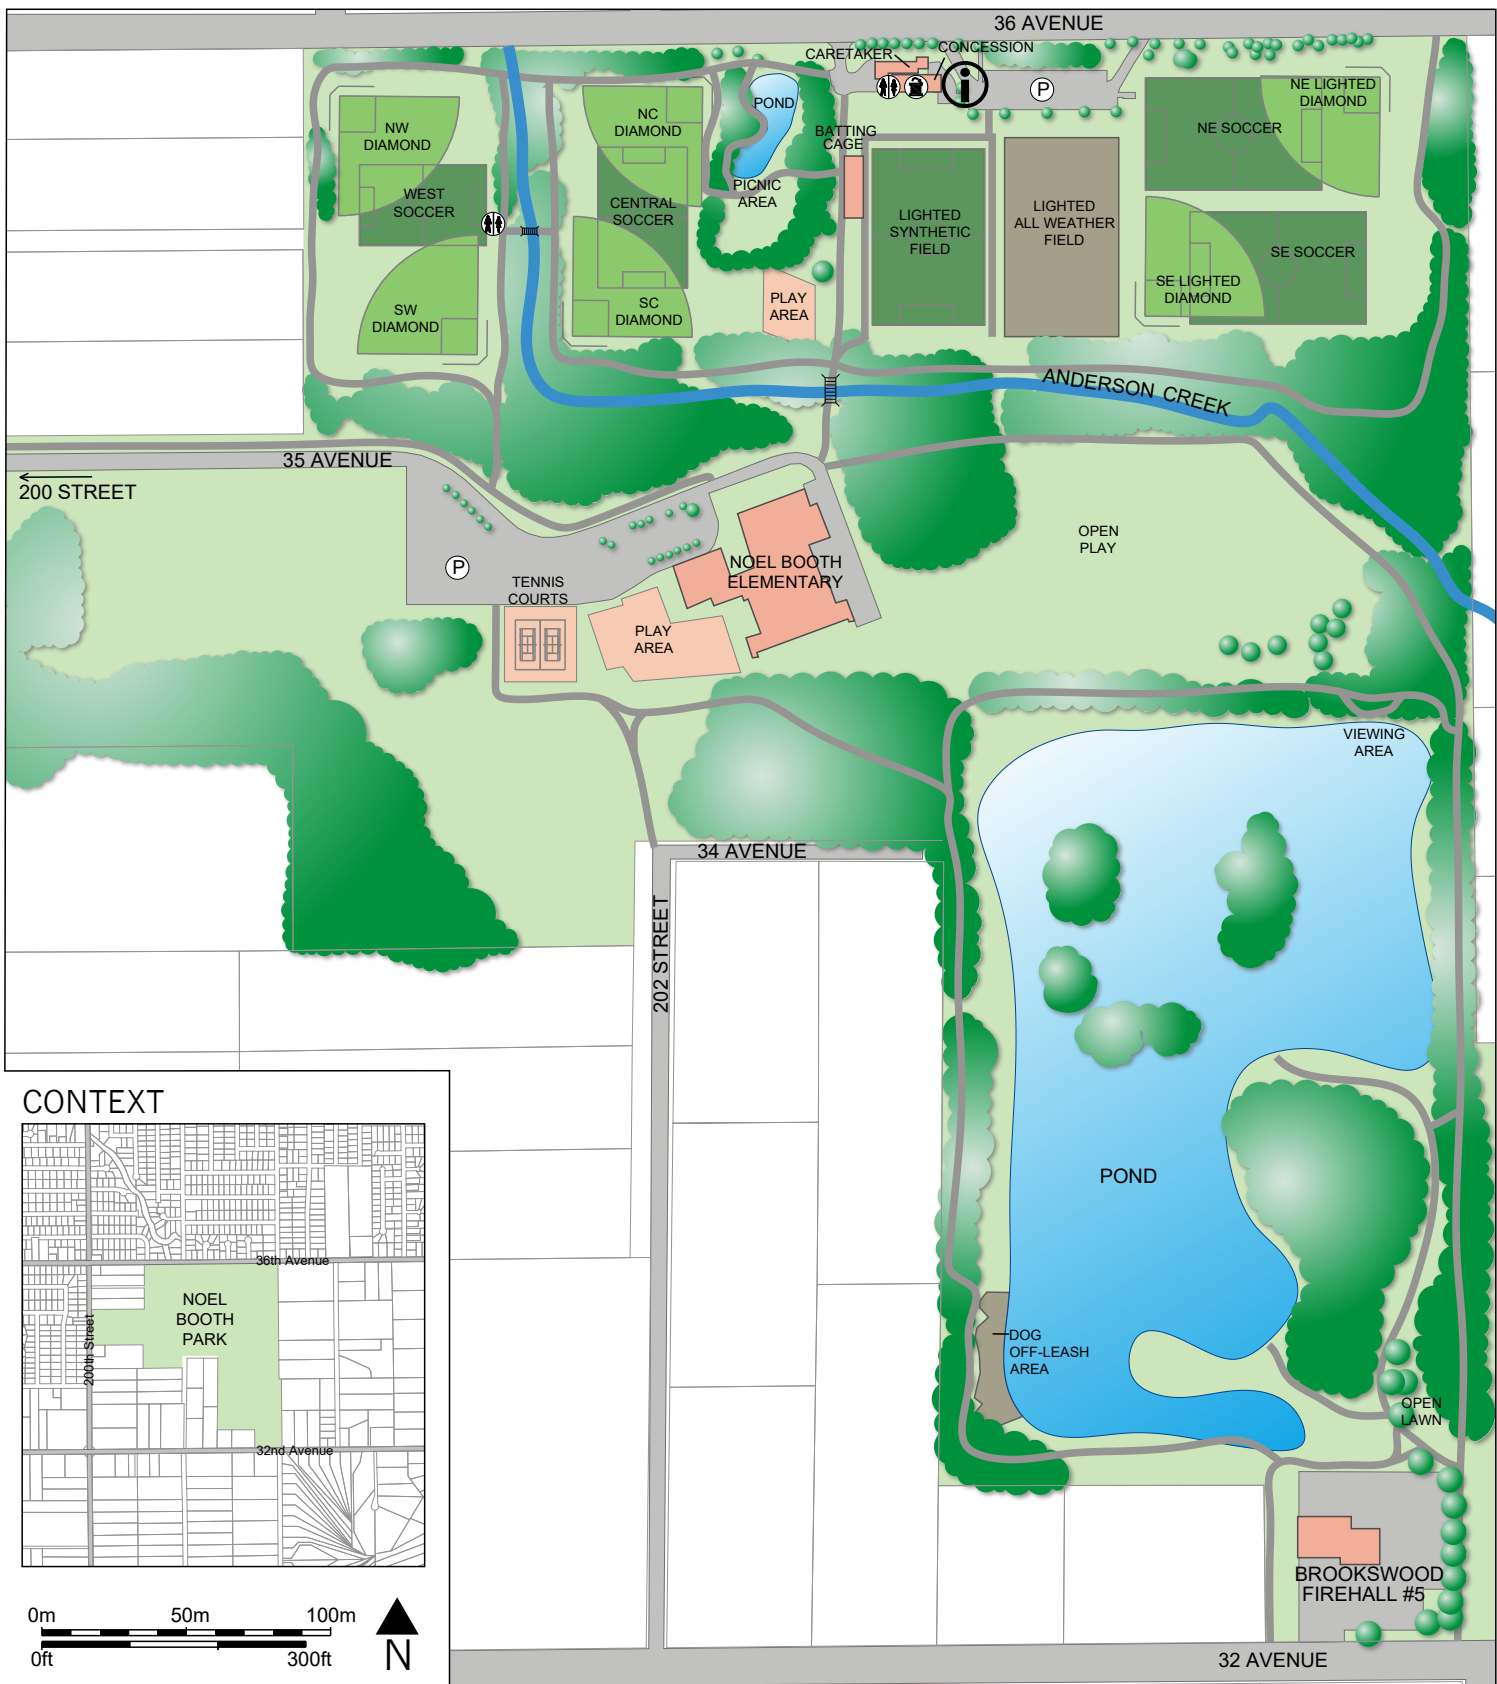 36 AVENUE
CARETAKER
CONCESSION
i
P
NE LIGHTED
DIAMOND
NW
DIAMOND
NC
DIAMOND
POND
BATTING
CAGE
NE SOCCER
WEST
SOCCER
CENTRAL
SOCCER
PICNIC
AREA
LIGHTED
SYNTHETIC
FIELD
LIGHTED
ALL WEATHER
FIELD
SE SOCCER
SE LIGHTED
DIAMOND
SW
DIAMOND
SC
DIAMOND
PLAY
AREA
ANDERSON CREEK
35 AVENUE
200 STREET
P
TENNIS
COURTS
NOEL BOOTH
ELEMENTARY
OPEN
PLAY
PLAY
AREA
VIEWING
AREA
34 AVENUE
202 STREET
POND
DOG
OFF-LEASH
AREA
OPEN
LAWN
BROOKSWOOD
FIREHALL #5
32 AVENUE
CONTEXT
36th Avenue
NOEL
BOOTH
PARK
200th Street
32nd Avenue
0m 50m 100m
0ft 300ft
N